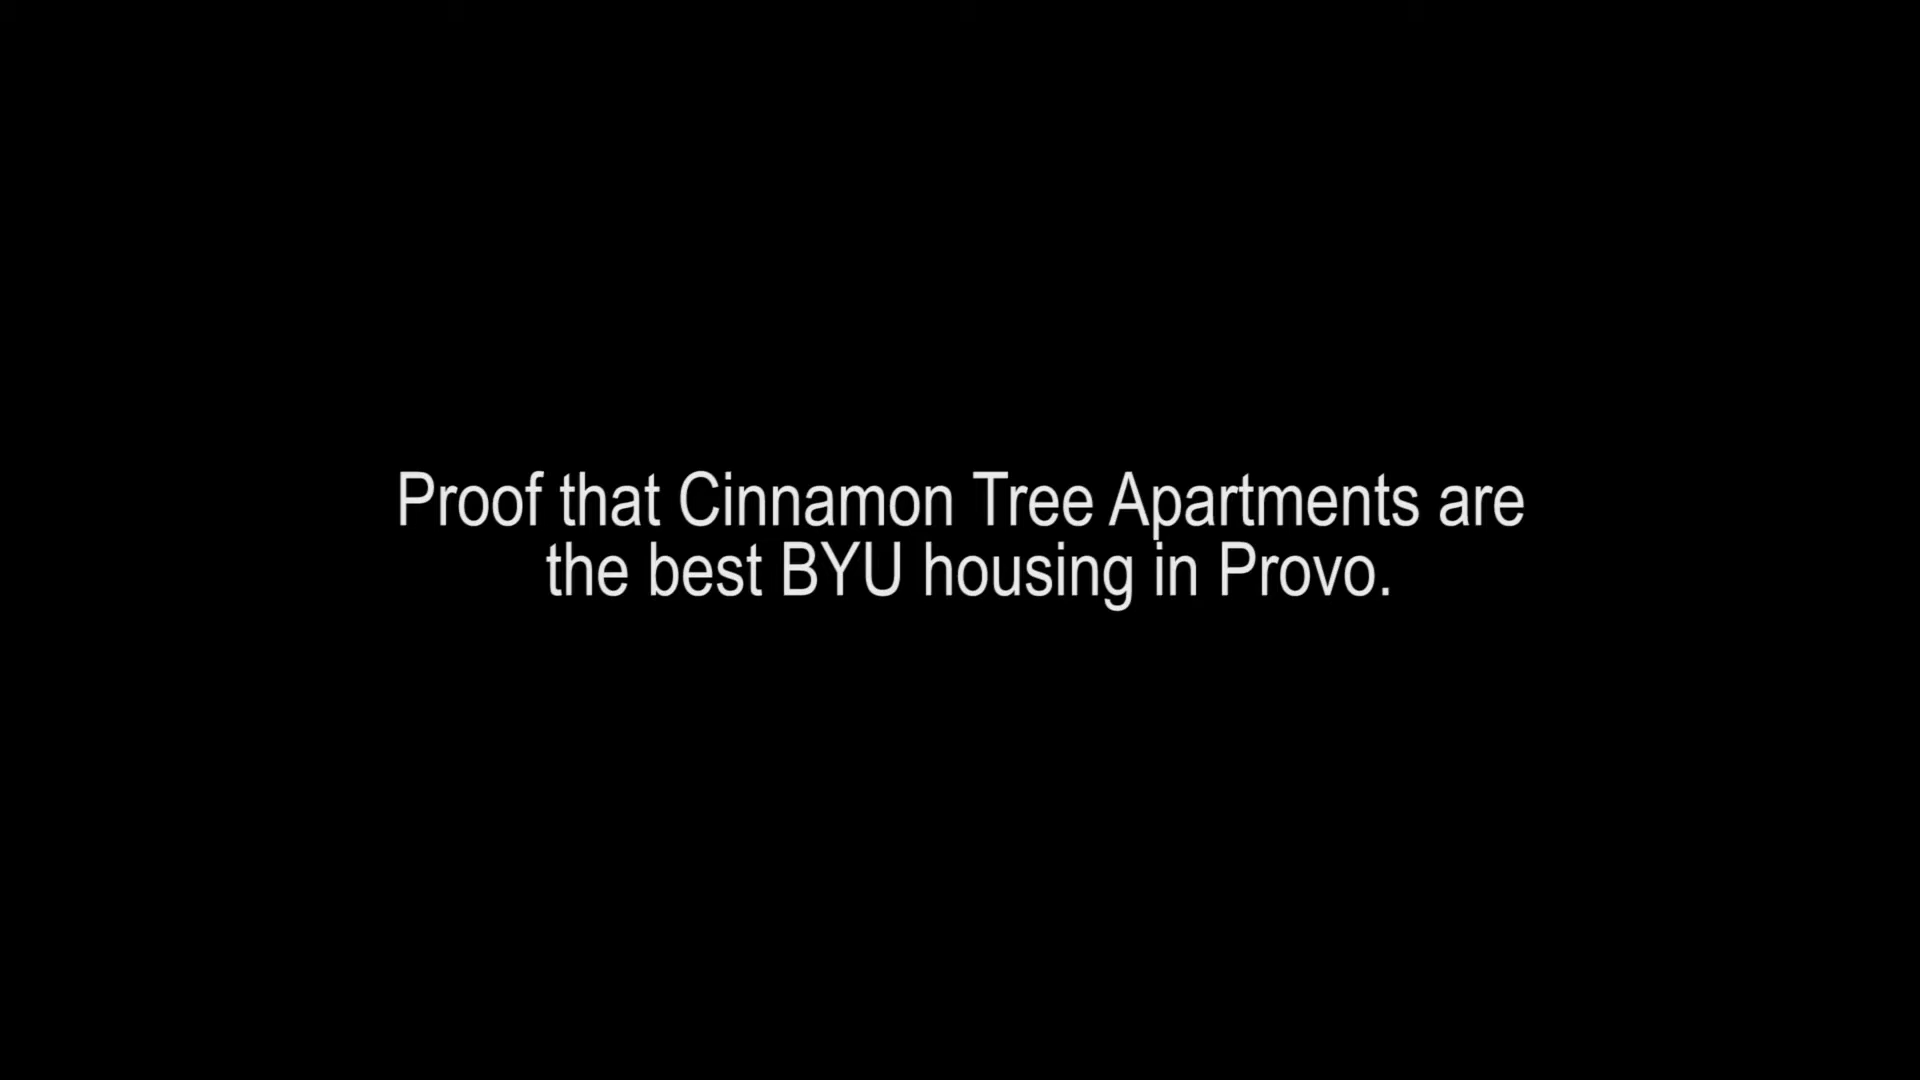 Proof that Cinnamon Tree Apartments are
the best BYU housing in Provo.